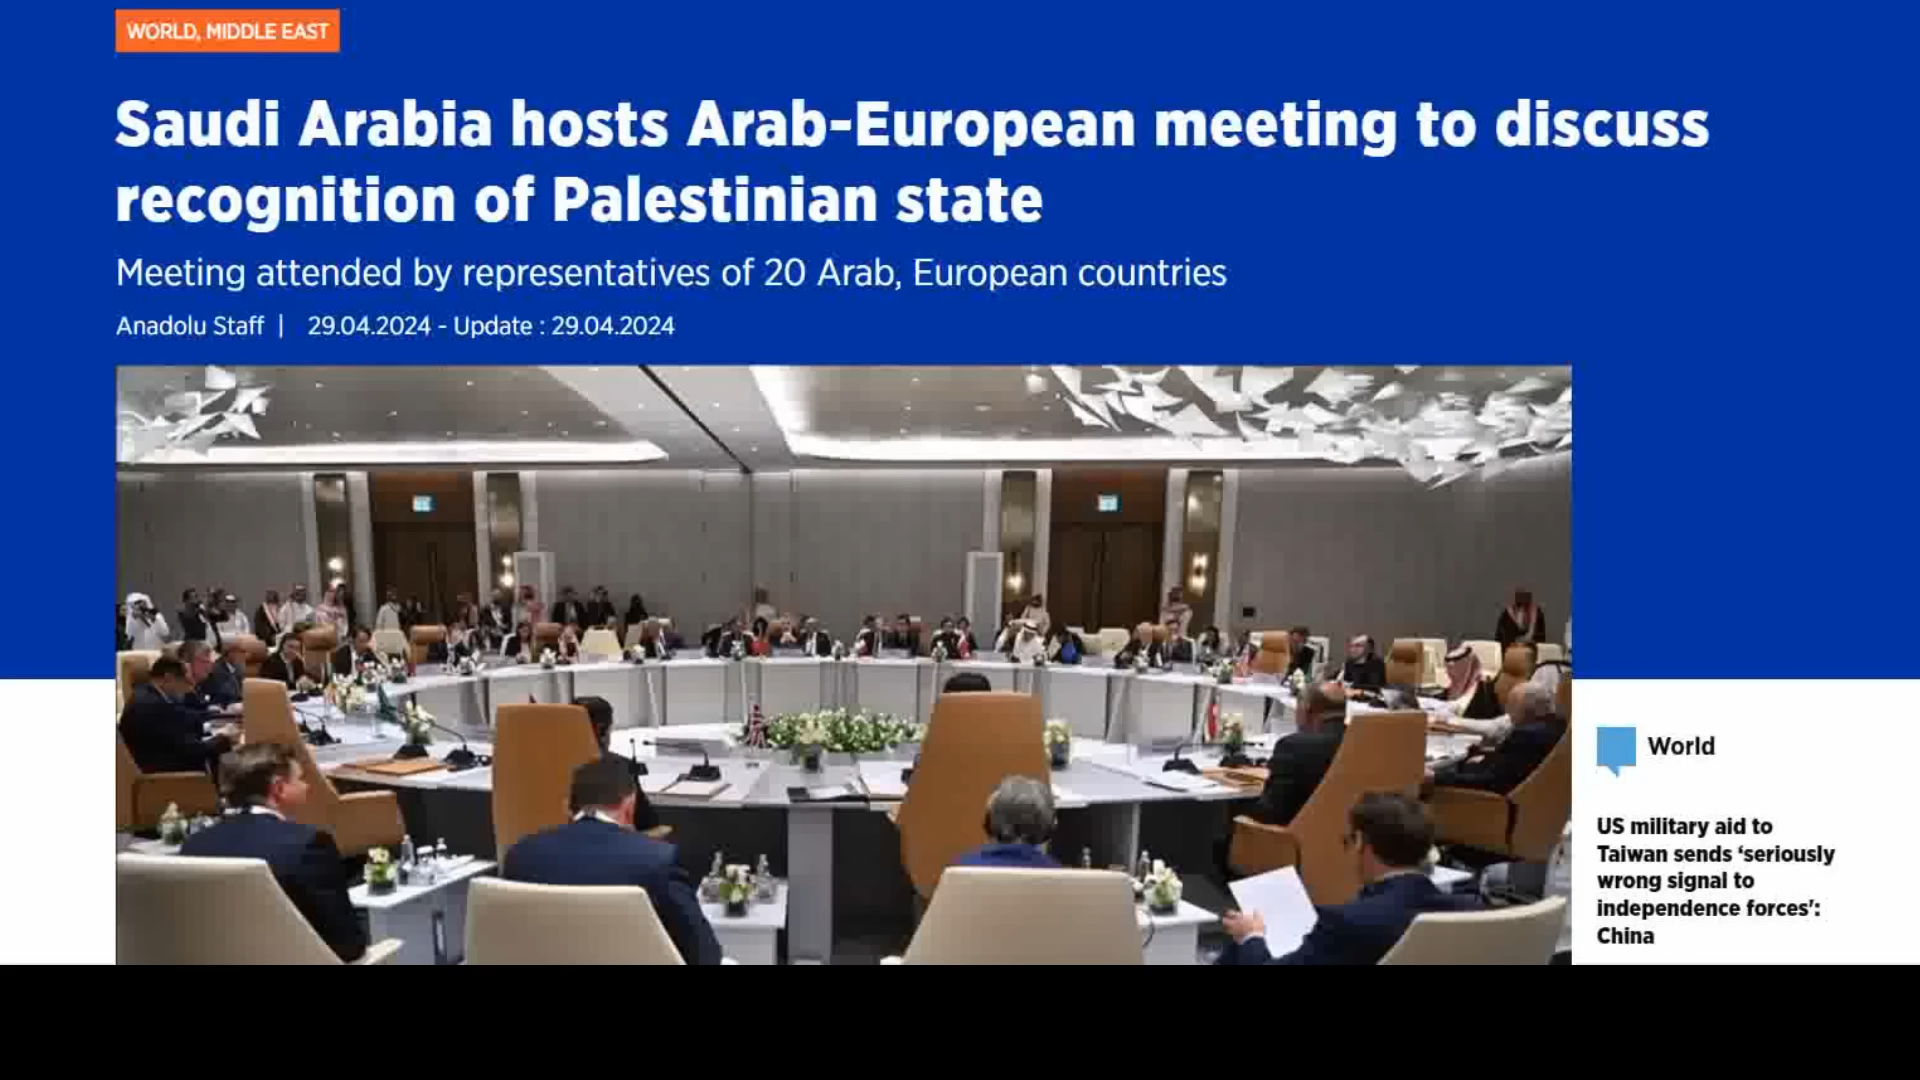 WORLD, MIDDLE EAST
Saudi Arabia hosts Arab-European meeting to discuss
recognition of Palestinian state
Meeting attended by representatives of 20 Arab, European countries
Anadolu Staff | 29.04.2024 - Update : 29.04.2024
World
US military aid to
Taiwan sends ‘seriously
wrong signal to
independence forces’:
China